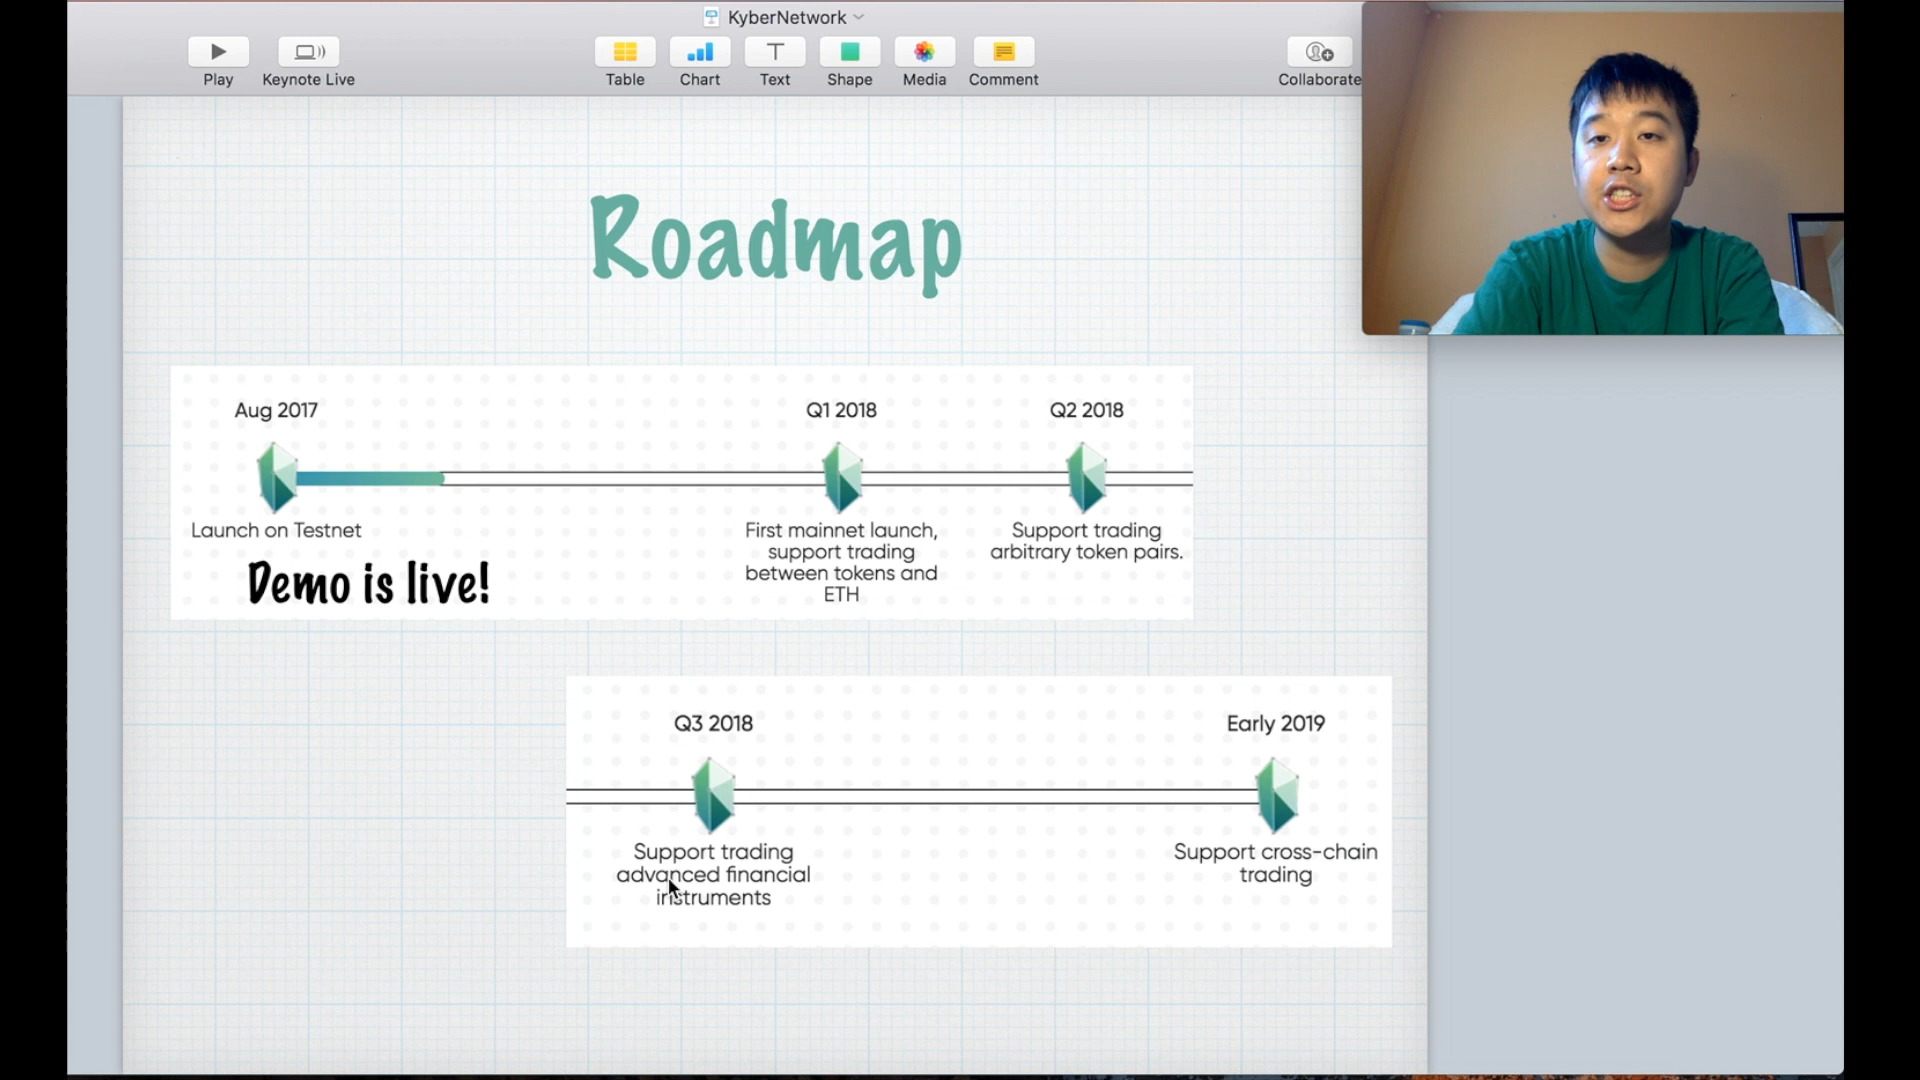 KyberNetwork
Play
Keynote Live
Table
Chart
Text
Shape
Media
Comment
Collaborate
Roadmap
Aug 2017
Q1 2018
Q2 2018
Launch on Testnet
First mainnet launch,
support trading
between tokens and
ETH
Support trading
arbitrary token pairs.
Demo is live!
Q3 2018
Early 2019
Support trading
advanced financial
instruments
Support cross-chain
trading